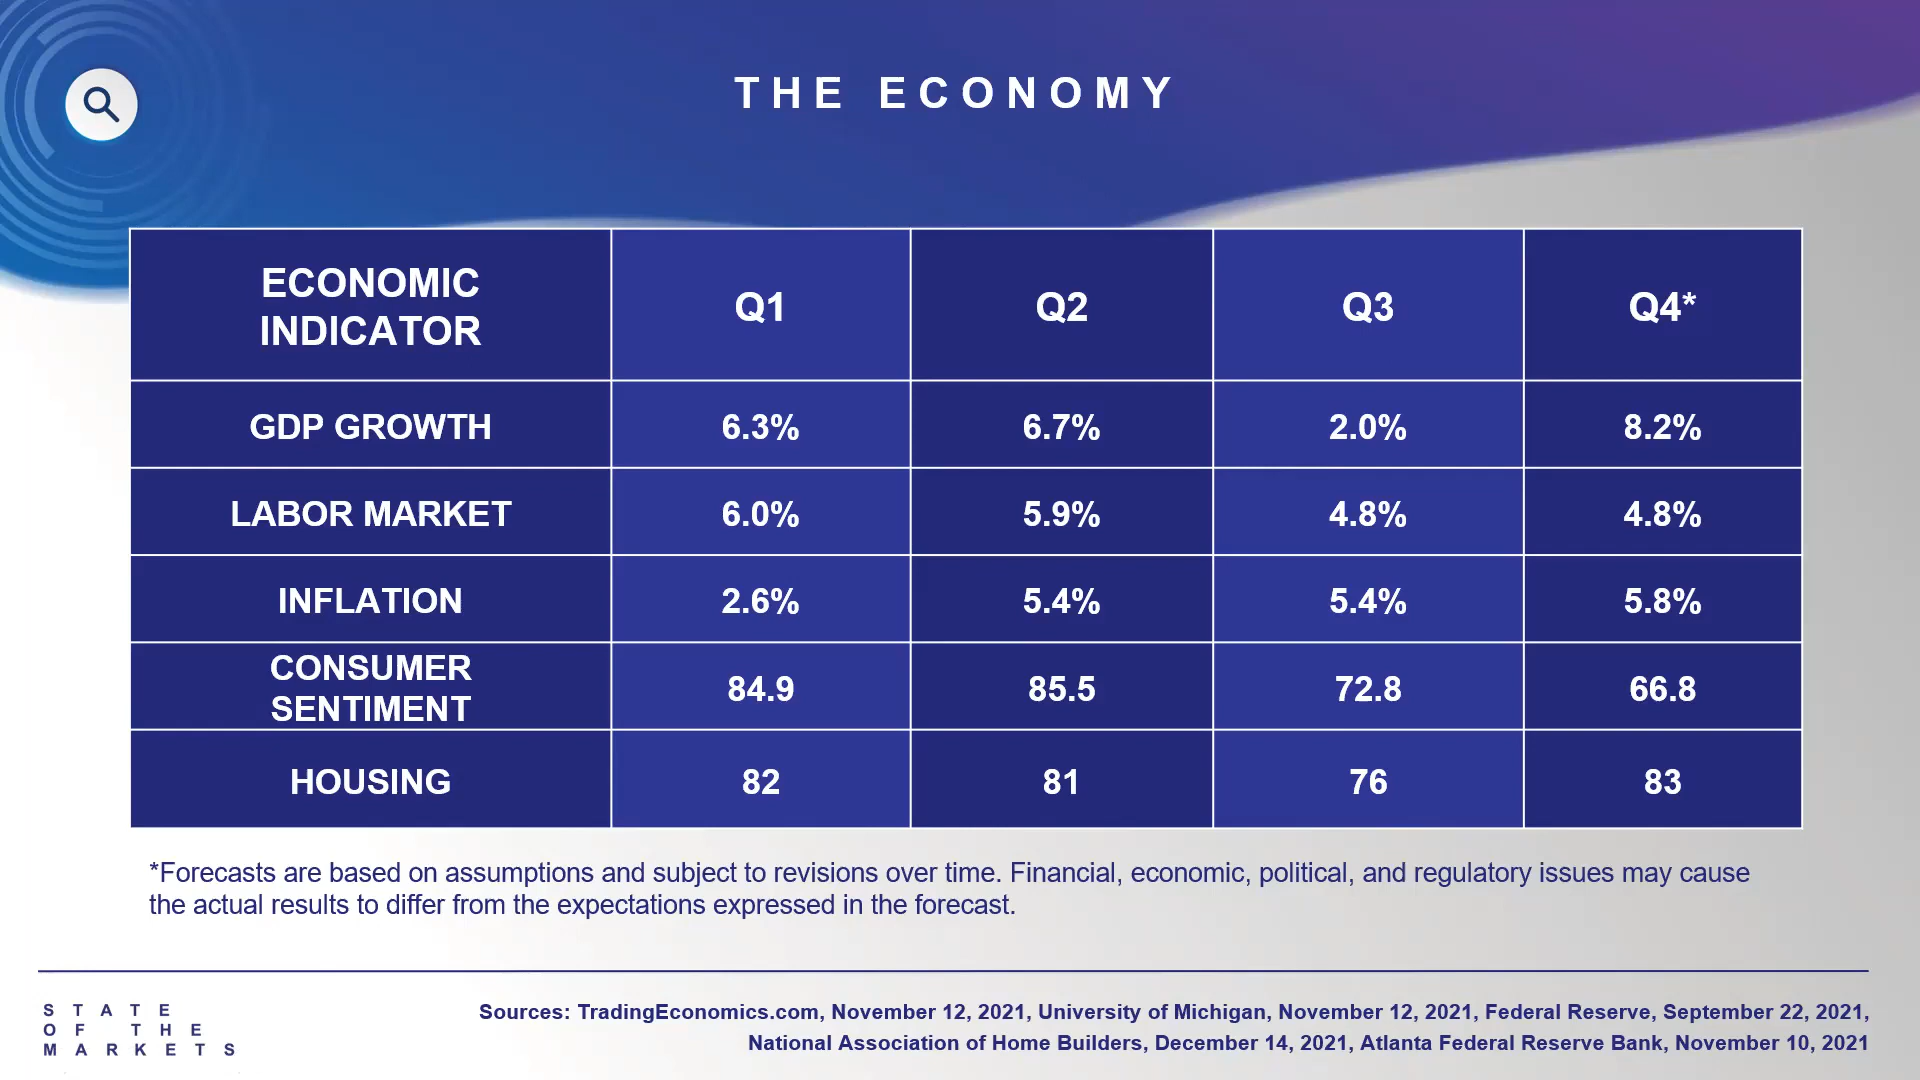 THE ECONOMY
ECONOMIC
INDICATOR
Q1
Q2
Q3
Q4*
GDP GROWTH
6.3%
6.7%
2.0%
8.2%
LABOR MARKET
6.0%
5.9%
4.8%
4.8%
INFLATION
2.6%
5.4%
5.4%
5.8%
CONSUMER
SENTIMENT
84.9
85.5
72.8
66.8
HOUSING
82
81
76
83
*Forecasts are based on assumptions and subject to revisions over time. Financial, economic, political, and regulatory issues may cause
the actual results to differ from the expectations expressed in the forecast.
STATE
OF THE
MARKETS
Sources: TradingEconomics.com, November 12, 2021, University of Michigan, November 12, 2021, Federal Reserve, September 22, 2021,
National Association of Home Builders, December 14, 2021, Atlanta Federal Reserve Bank, November 10, 2021